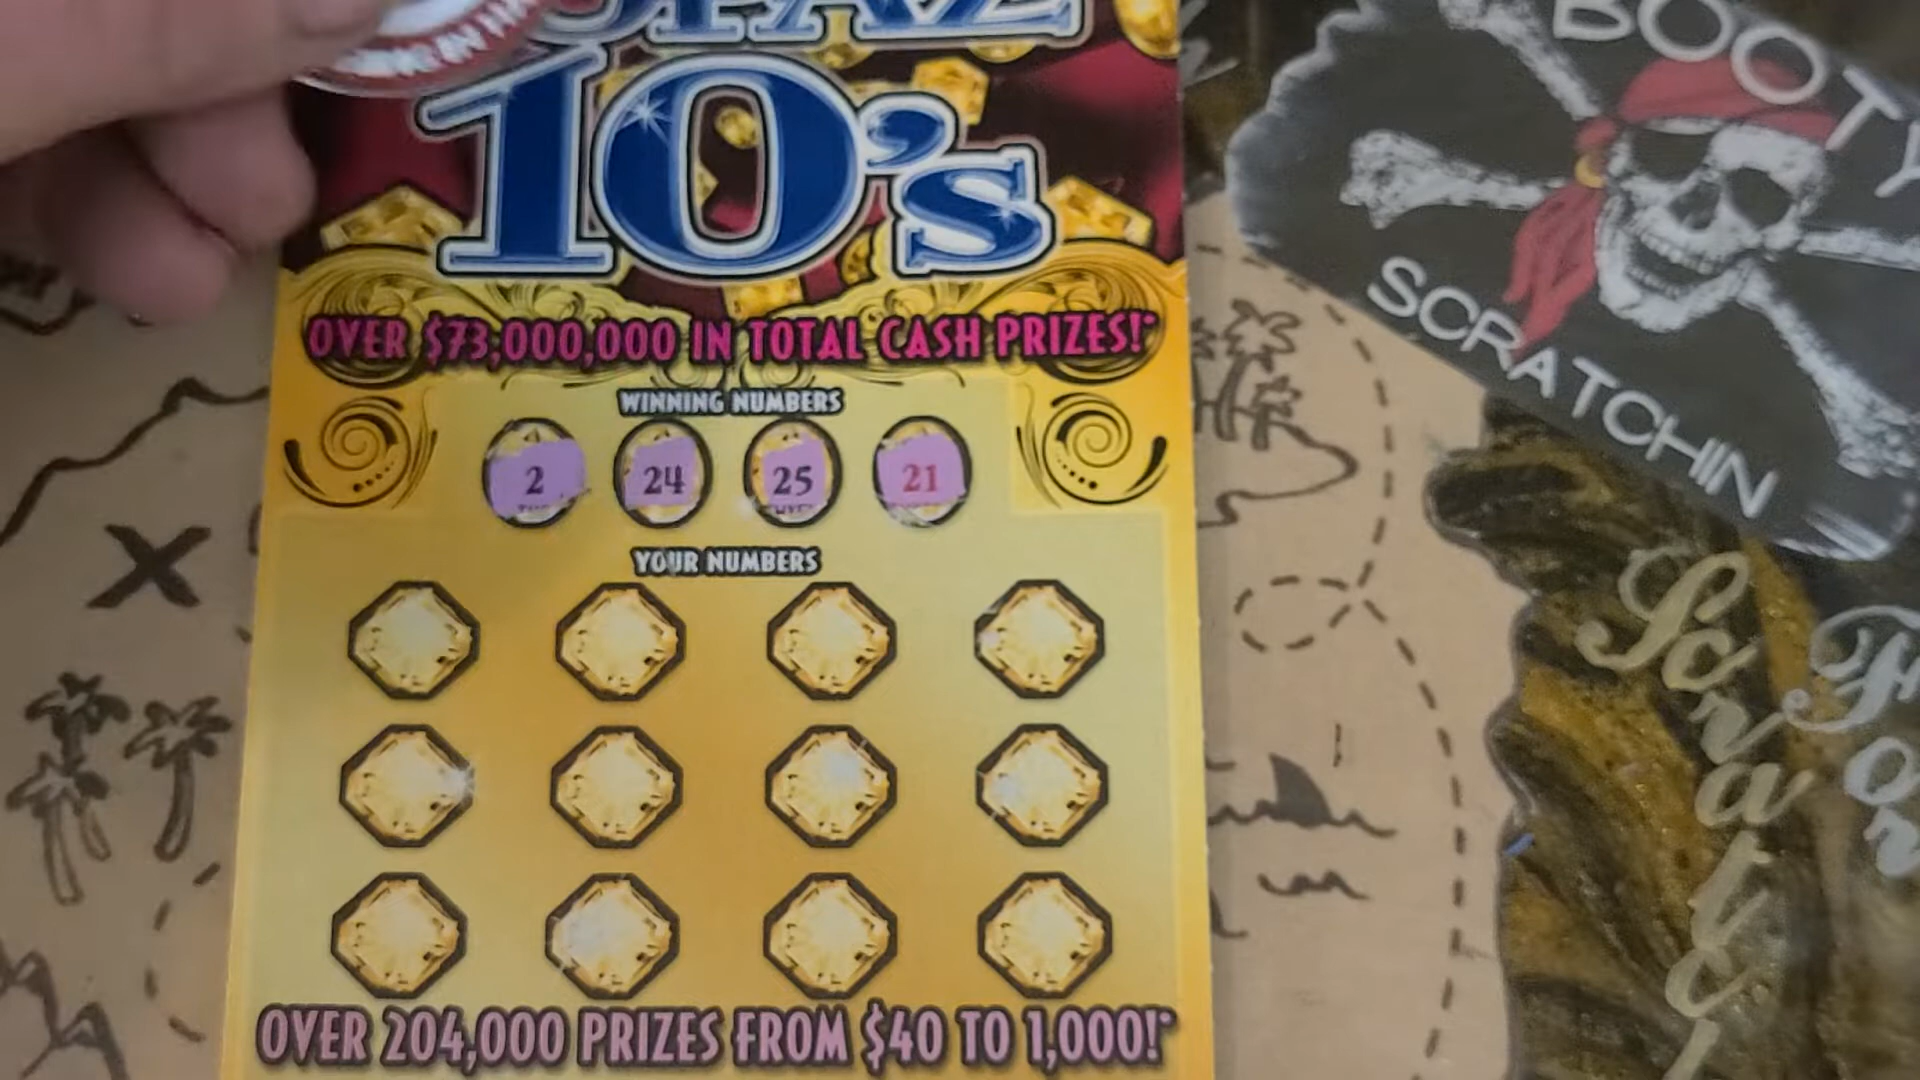 10's
OVER $73,000,000 IN TOTAL CASH PRIZES!*
WINNING NUMBERS
2 24 25 21
YOUR NUMBERS
OVER 204,000 PRIZES FROM $40 TO 1,000!*
BOOTY
SCRATCHIN